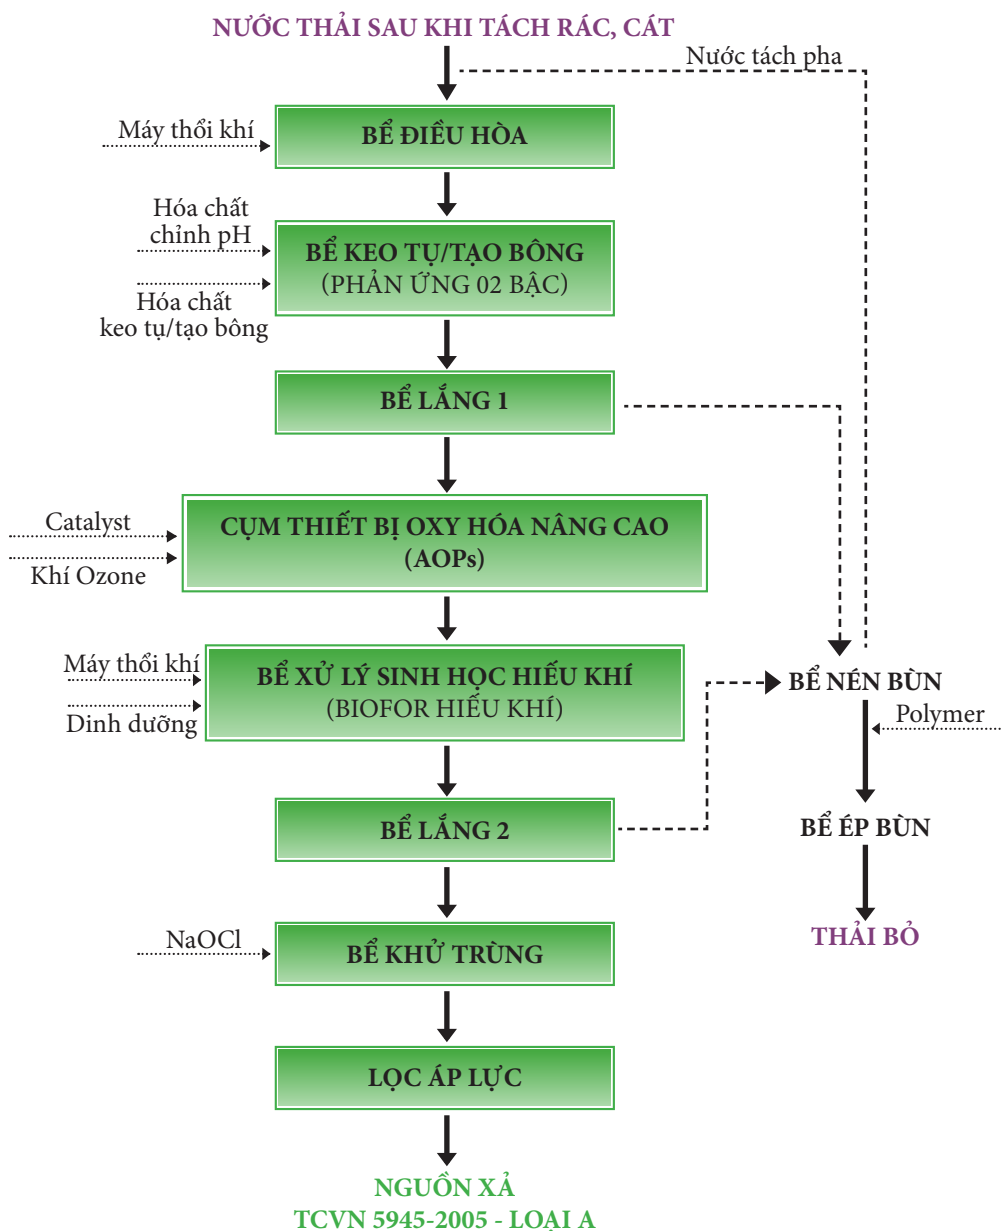 NƯỚC THẢI SAU KHI TÁCH RÁC, CÁT
Nước tách pha
Máy thổi khí
BỂ ĐIỀU HÒA
Hóa chất
chỉnh pH
BỂ KEO TỤ/TẠO BÔNG
(PHẢN ỨNG 02 BẬC)
Hóa chất
keo tụ/tạo bông
BỂ LẮNG 1
Catalyst
CỤM THIẾT BỊ OXY HÓA NÂNG CAO
(AOPs)
Khí Ozone
Máy thổi khí
BỂ XỬ LÝ SINH HỌC HIẾU KHÍ
(BIOFOR HIẾU KHÍ)
Dinh dưỡng
BỂ NÉN BÙN
Polymer
BỂ LẮNG 2
BỂ ÉP BÙN
NaOCl
BỂ KHỬ TRÙNG
THẢI BỎ
LỌC ÁP LỰC
NGUỒN XẢ
TCVN 5945-2005 - LOẠI A